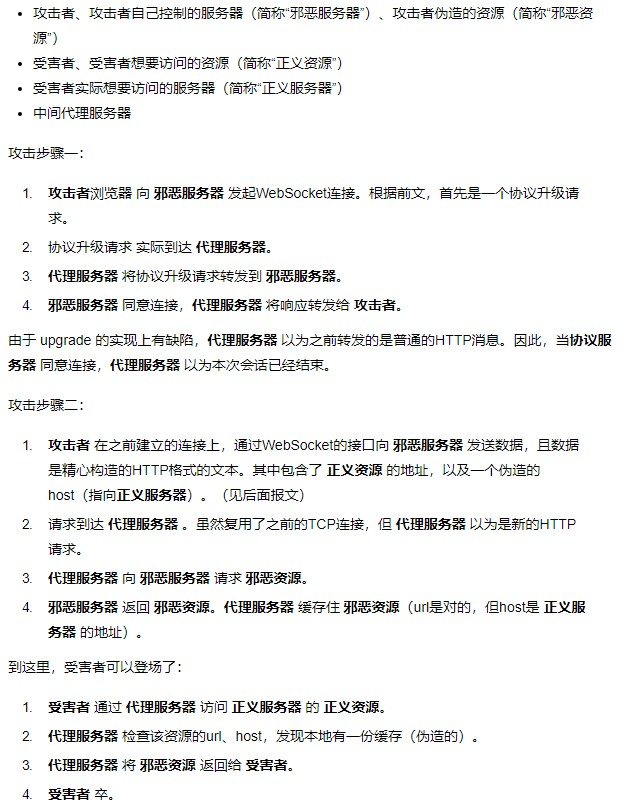 • 攻击者、攻击者自己控制的服务器（简称“邪恶服务器”）、攻击者伪造的资源（简称“邪恶资
源”）
• 受害者、受害者想要访问的资源（简称“正义资源”）
• 受害者实际想要访问的服务器（简称“正义服务器”）
• 中间代理服务器
攻击步骤一：
1. 攻击者浏览器 向 邪恶服务器 发起WebSocket连接。根据前文，首先是一个协议升级请
求。
2. 协议升级请求 实际到达 代理服务器。
3. 代理服务器 将协议升级请求转发到 邪恶服务器。
4. 邪恶服务器 同意连接，代理服务器 将响应转发给 攻击者。
由于 upgrade 的实现上有缺陷，代理服务器 以为之前转发的是普通的HTTP消息。因此，当协议服
务器 同意连接，代理服务器 以为本次会话已经结束。
攻击步骤二：
1. 攻击者 在之前建立的连接上，通过WebSocket的接口向 邪恶服务器 发送数据，且数据
是精心构造的HTTP格式的文本。其中包含了 正义资源 的地址，以及一个伪造的
host（指向正义服务器）。（见后面报文）
2. 请求到达 代理服务器 。虽然复用了之前的TCP连接，但 代理服务器 以为是新的HTTP
请求。
3. 代理服务器 向 邪恶服务器 请求 邪恶资源。
4. 邪恶服务器 返回 邪恶资源。代理服务器 缓存住 邪恶资源（url是对的，但host是 正义服
务器 的地址）。
到这里，受害者可以登场了：
1. 受害者 通过 代理服务器 访问 正义服务器 的 正义资源。
2. 代理服务器 检查该资源的url、host，发现本地有一份缓存（伪造的）。
3. 代理服务器 将 邪恶资源 返回给 受害者。
4. 受害者 卒。